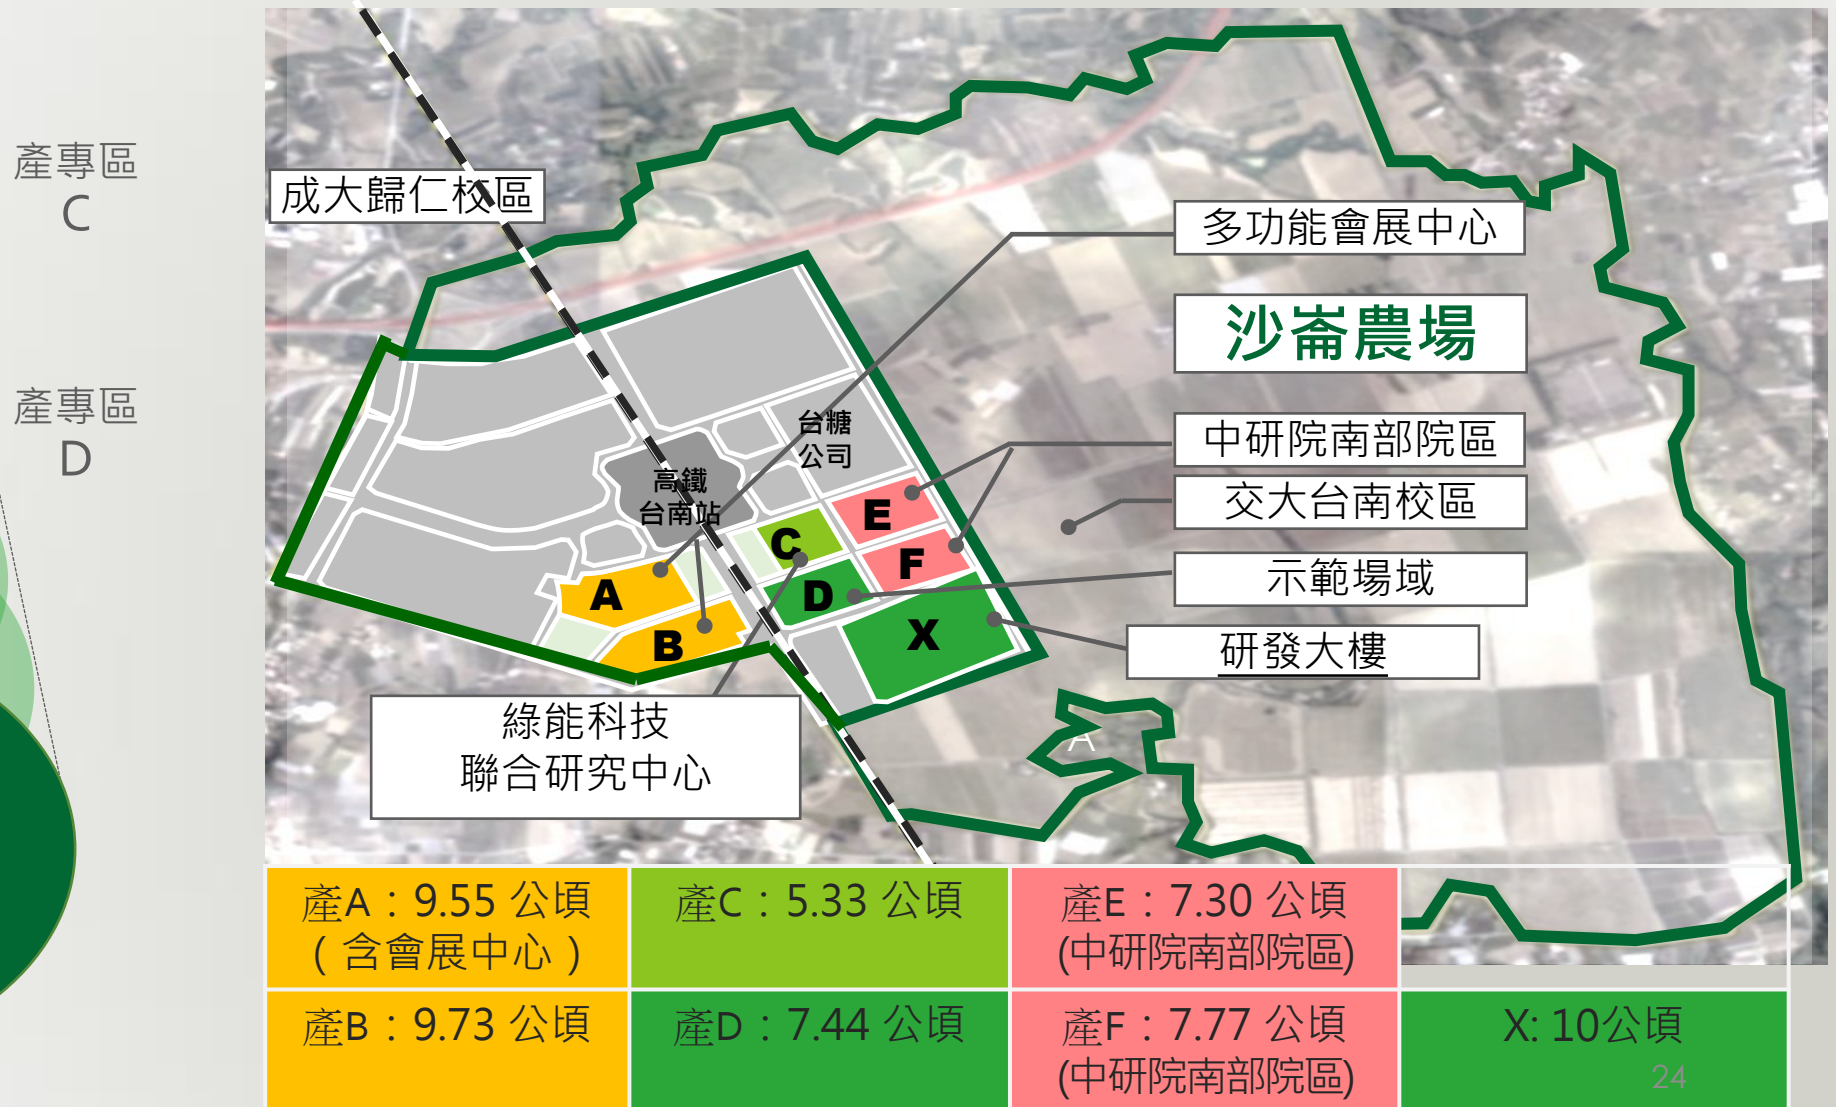 產專區
C
產專區
D
成大歸仁校區
多功能會展中心
沙崙農場
中研院南部院區
交大台南校區
示範場域
研發大樓
台糖
公司
高鐵
台南站
A
B
C
D
E
F
X
A
綠能科技
聯合研究中心
產A：9.55 公頃
（含會展中心）
產C：5.33 公頃
產E：7.30 公頃
(中研院南部院區)
產B：9.73 公頃
產D：7.44 公頃
產F：7.77 公頃
(中研院南部院區)
X: 10公頃
24